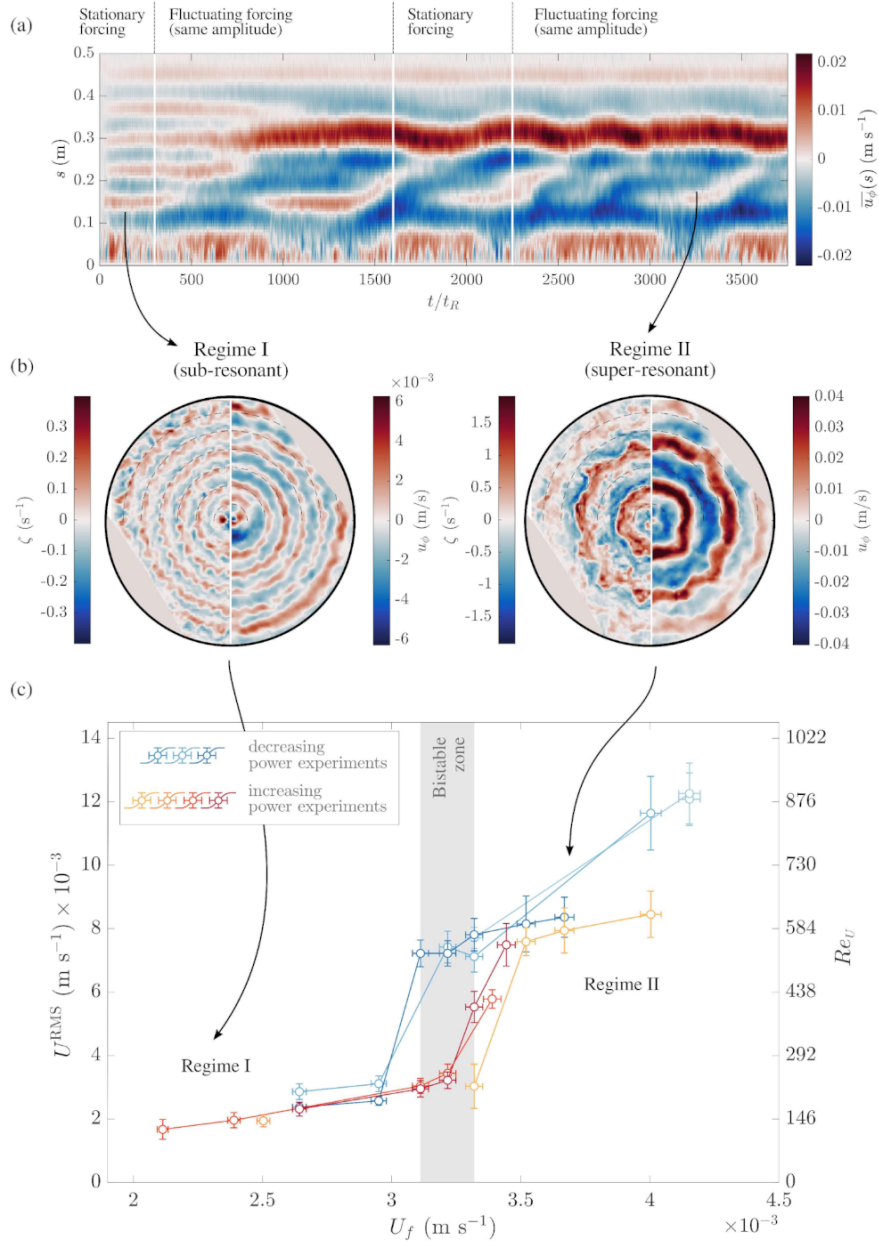 (a)
Stationary forcing
Fluctuating forcing (same amplitude)
Stationary forcing
Fluctuating forcing (same amplitude)
0.5
0.4
0.3
0.2
0.1
0
s (m)
0 500 1000 1500 2000 2500 3000 3500
t/t_R
0.02
0.01
0
-0.01
-0.02
u_ϕ(s) (m s⁻¹)
(b)
Regime I
(sub-resonant)
0.3
0.2
0.1
0
-0.1
-0.2
-0.3
ζ (s⁻¹)
×10⁻³
6
4
2
0
-2
-4
-6
u_ϕ (m/s)
Regime II
(super-resonant)
1.5
1
0.5
0
-0.5
-1
-1.5
ζ (s⁻¹)
0.04
0.03
0.02
0.01
0
-0.01
-0.02
-0.03
-0.04
u_ϕ (m/s)
(c)
decreasing
power experiments
increasing
power experiments
Bistable
zone
Regime I
Regime II
14
12
10
8
6
4
2
0
U^RMS (m s⁻¹) × 10⁻³
1022
876
730
584
438
292
146
0
Re_U
2 2.5 3 3.5 4 4.5
U_f (m s⁻¹)
×10⁻³